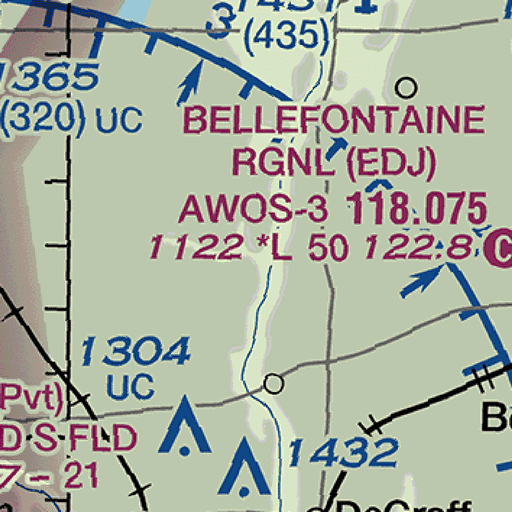 (435)
1365
(320) UC
BELLEFONTAINE
RGNL (EDJ)
AWOS-3 118.075
1122 *L 50 122.8 C
1304
UC
Pvt)
D S FLD
7 - 21
1432
DeGraff